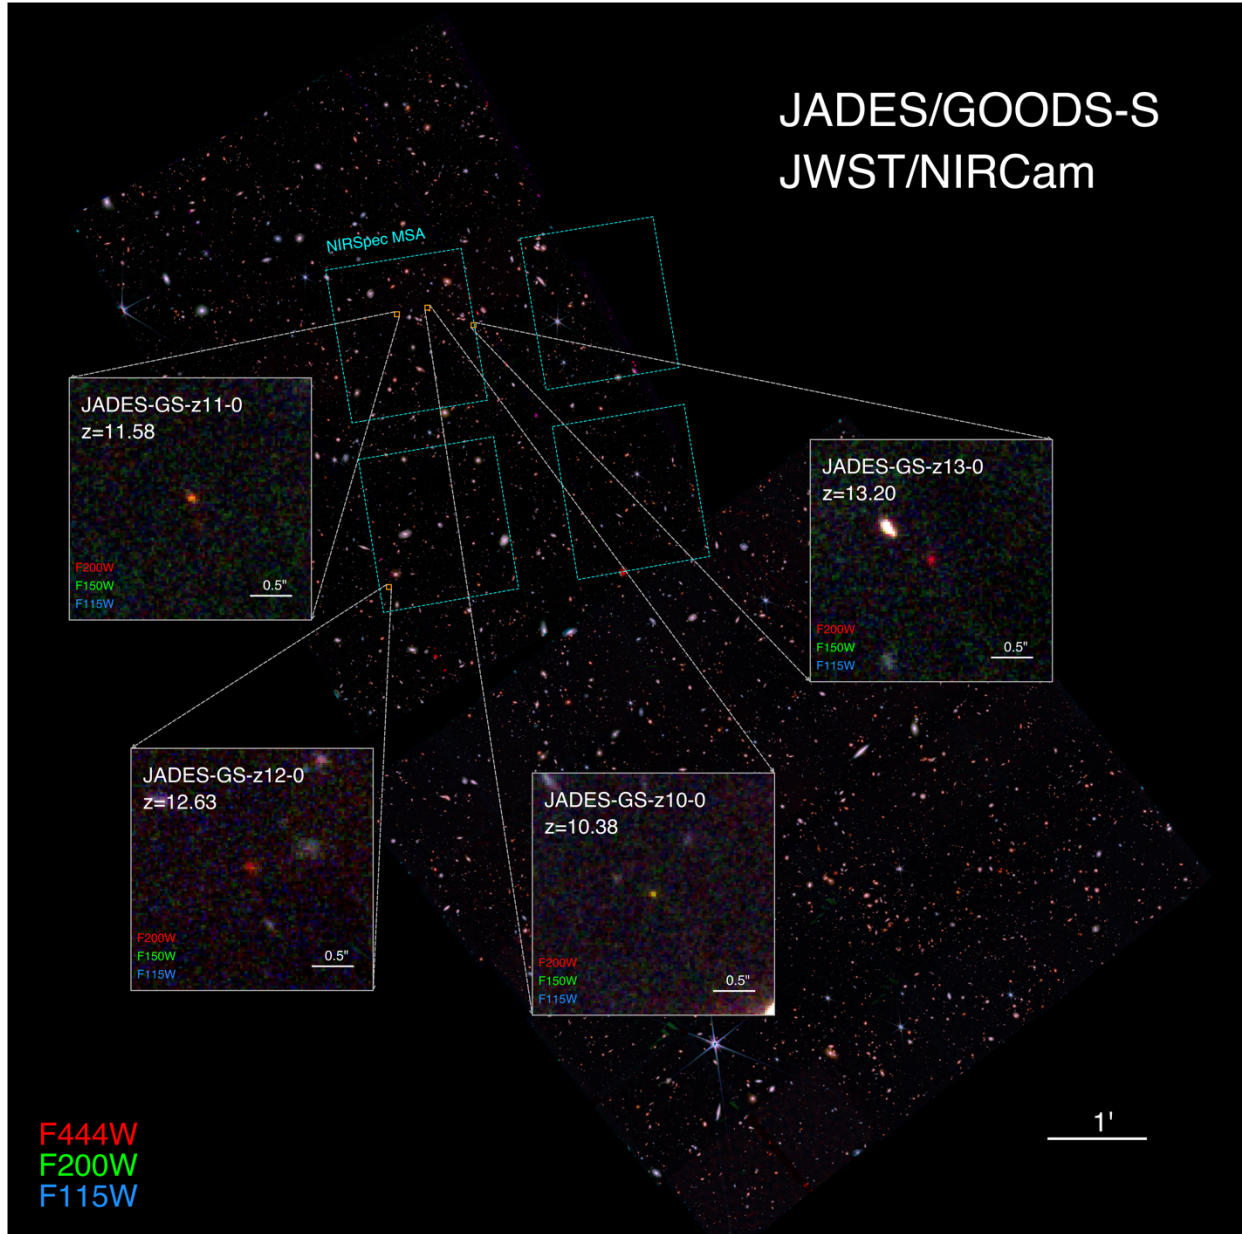 JADES/GOODS-S
JWST/NIRCam
NIRSpec MSA
JADES-GS-z11-0
z=11.58
F200W
F150W
F115W
0.5"
JADES-GS-z13-0
z=13.20
F200W
F150W
F115W
0.5"
JADES-GS-z12-0
z=12.63
F200W
F150W
F115W
0.5"
JADES-GS-z10-0
z=10.38
F200W
F150W
F115W
0.5"
F444W
F200W
F115W
1'